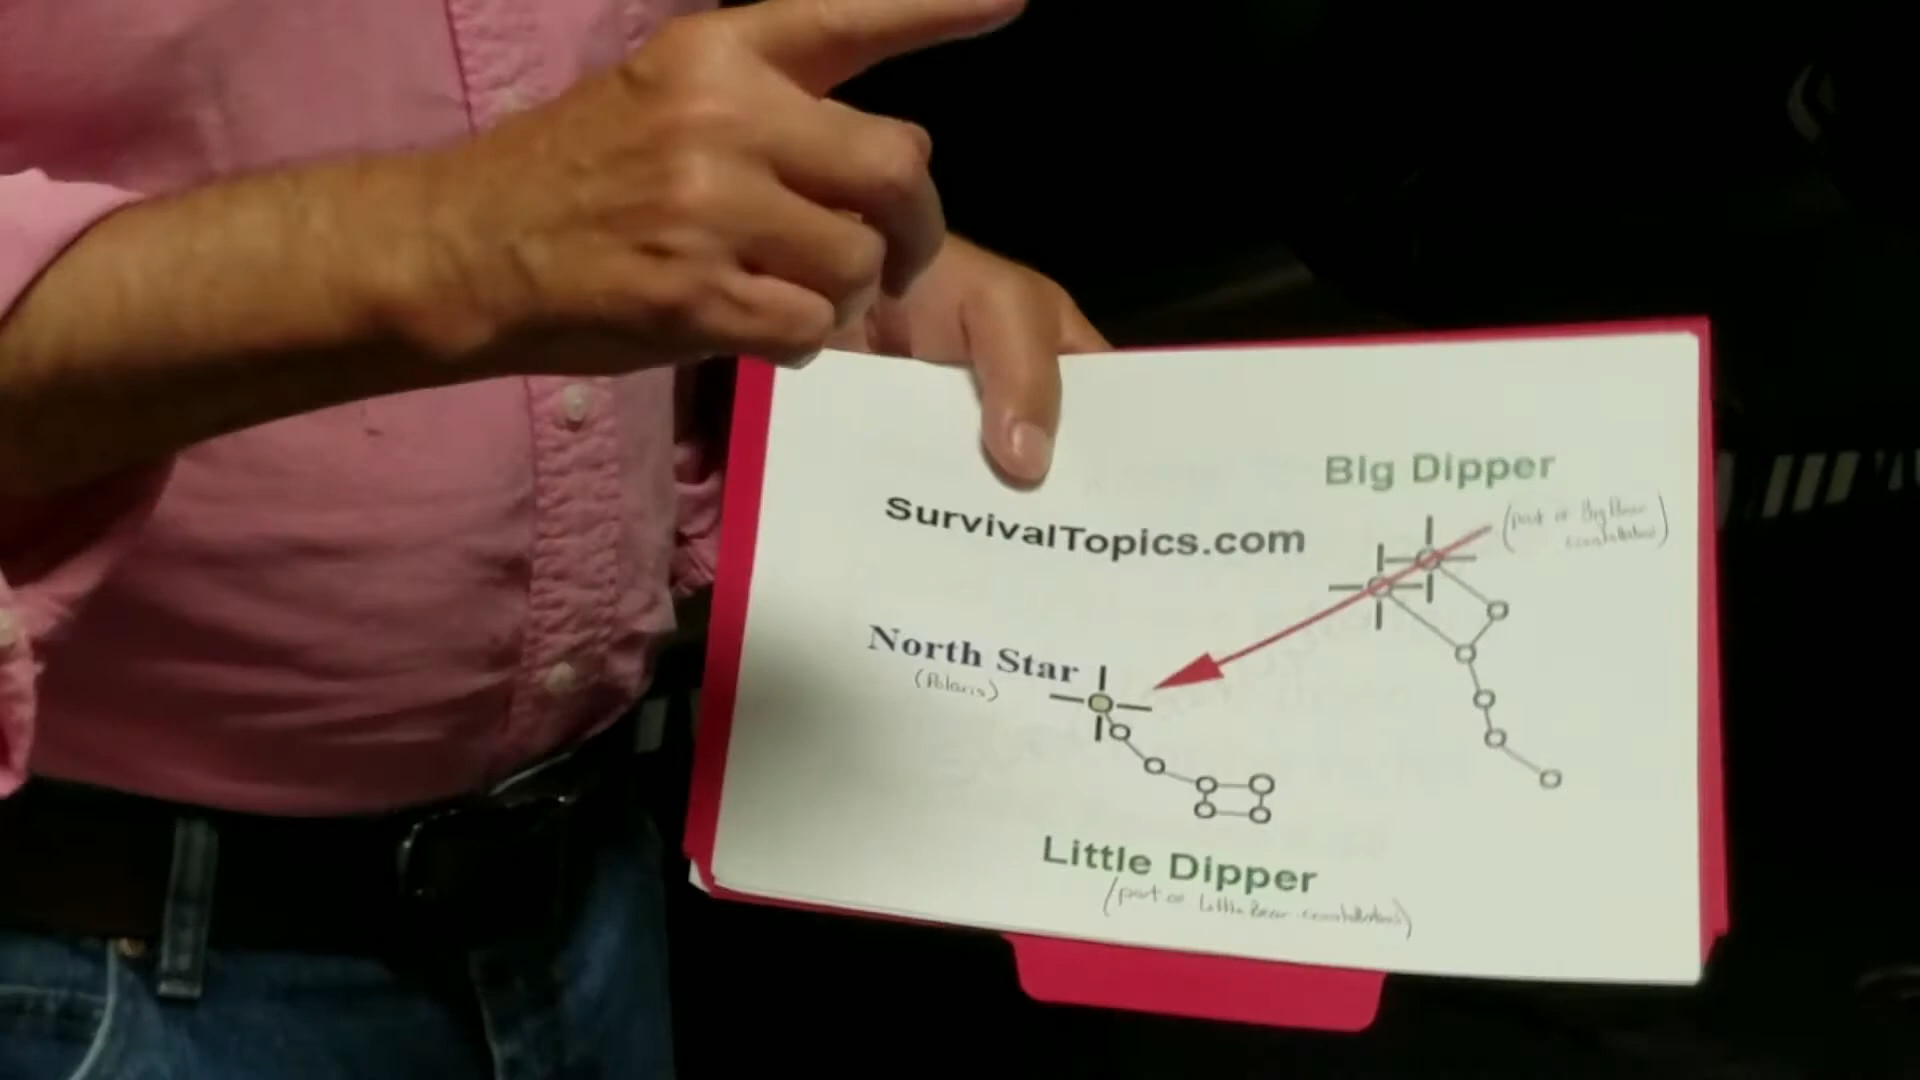 Big Dipper
(part of Big Bear
constellation)
SurvivalTopics.com
North Star
(Polaris)
Little Dipper
(part of Little Bear constellation)